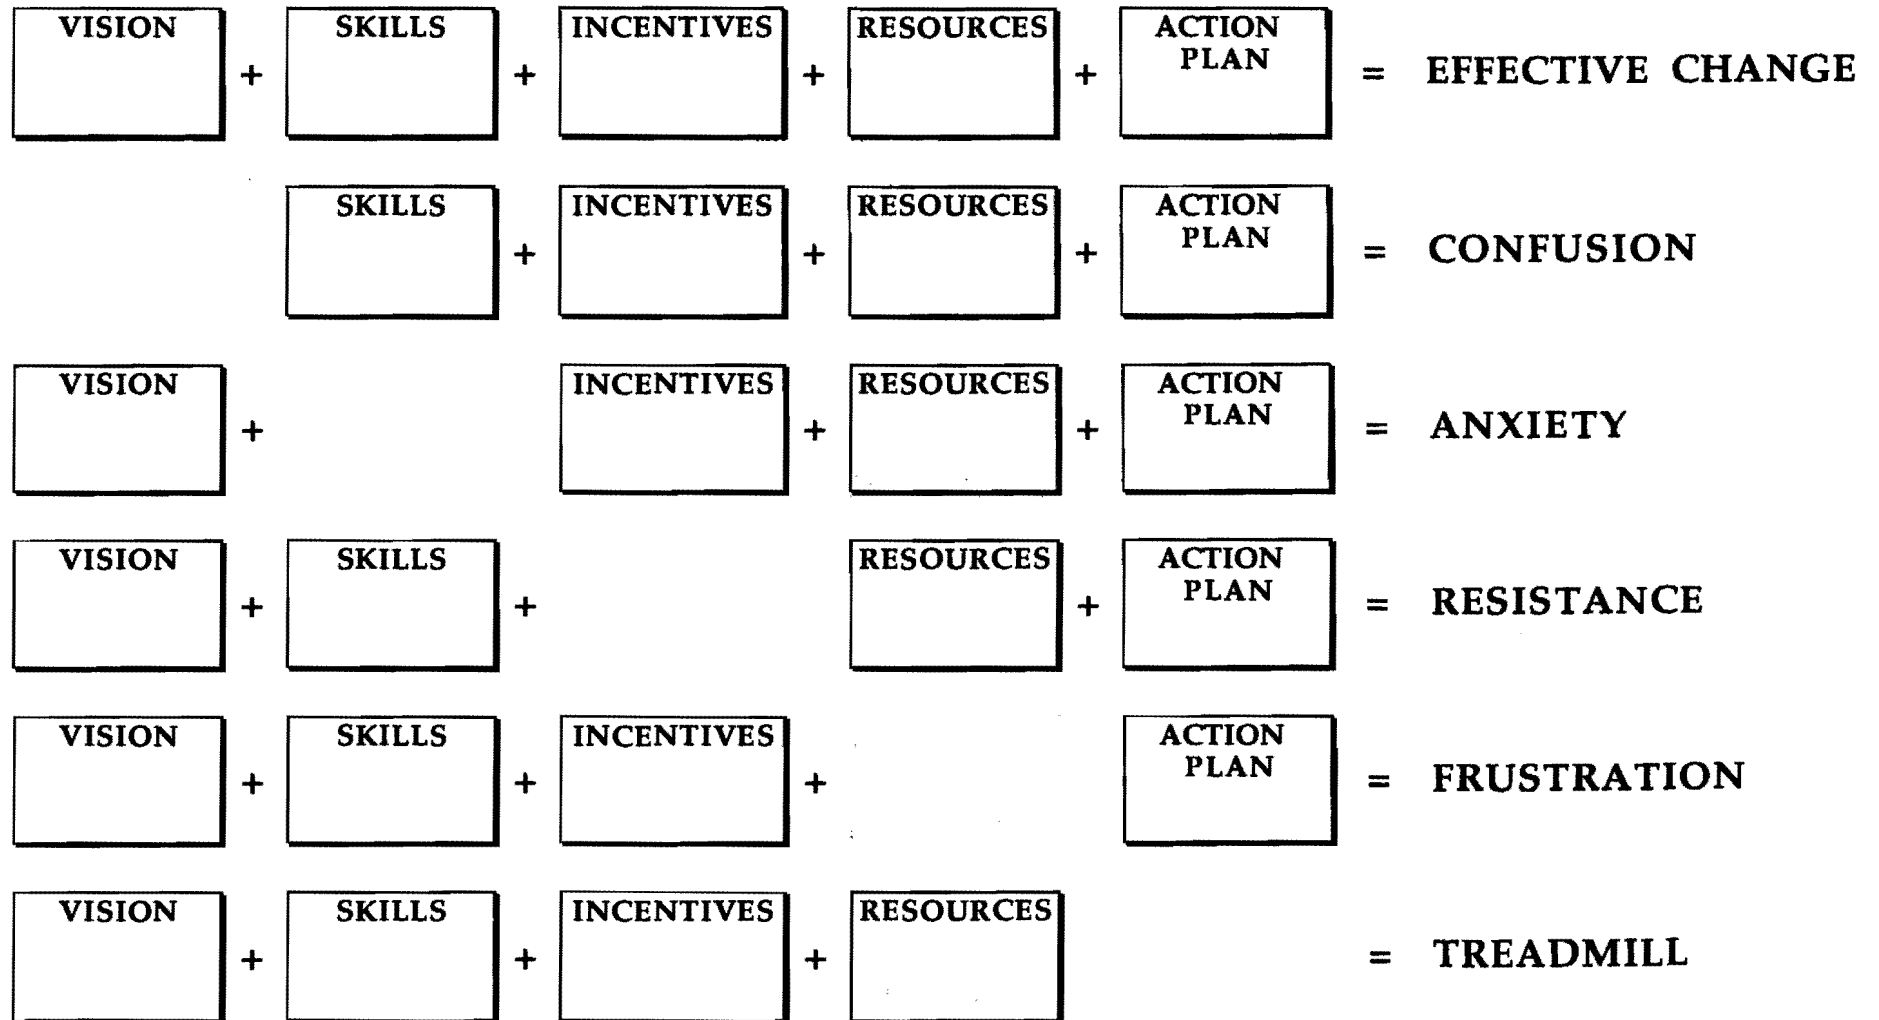 VISION + SKILLS + INCENTIVES + RESOURCES + ACTION PLAN = EFFECTIVE CHANGE
SKILLS + INCENTIVES + RESOURCES + ACTION PLAN = CONFUSION
VISION + INCENTIVES + RESOURCES + ACTION PLAN = ANXIETY
VISION + SKILLS + RESOURCES + ACTION PLAN = RESISTANCE
VISION + SKILLS + INCENTIVES + ACTION PLAN = FRUSTRATION
VISION + SKILLS + INCENTIVES + RESOURCES = TREADMILL